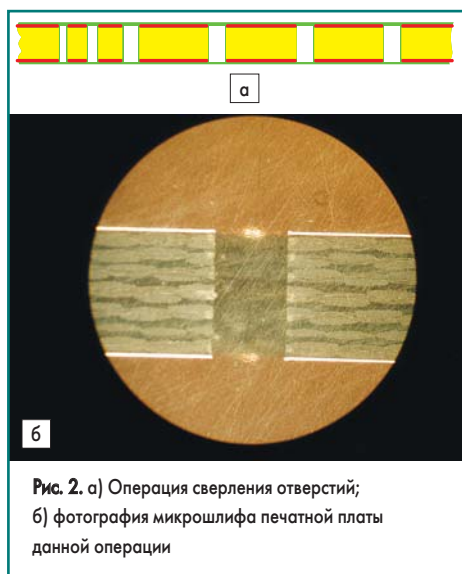 а
б
Рис. 2. а) Операция сверления отверстий;
б) фотография микрошлифа печатной платы
данной операции